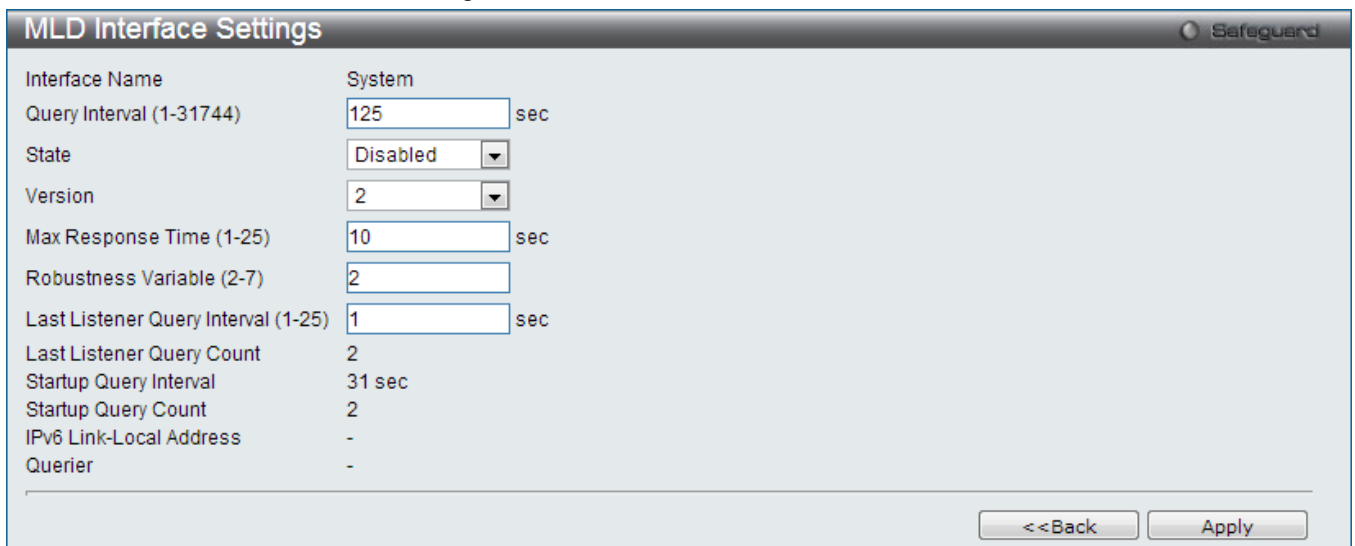 MLD Interface Settings Safeguard
Interface Name System
Query Interval (1-31744) 125 sec
State Disabled
Version 2
Max Response Time (1-25) 10 sec
Robustness Variable (2-7) 2
Last Listener Query Interval (1-25) 1 sec
Last Listener Query Count 2
Startup Query Interval 31 sec
Startup Query Count 2
IPv6 Link-Local Address -
Querier -
<<Back Apply